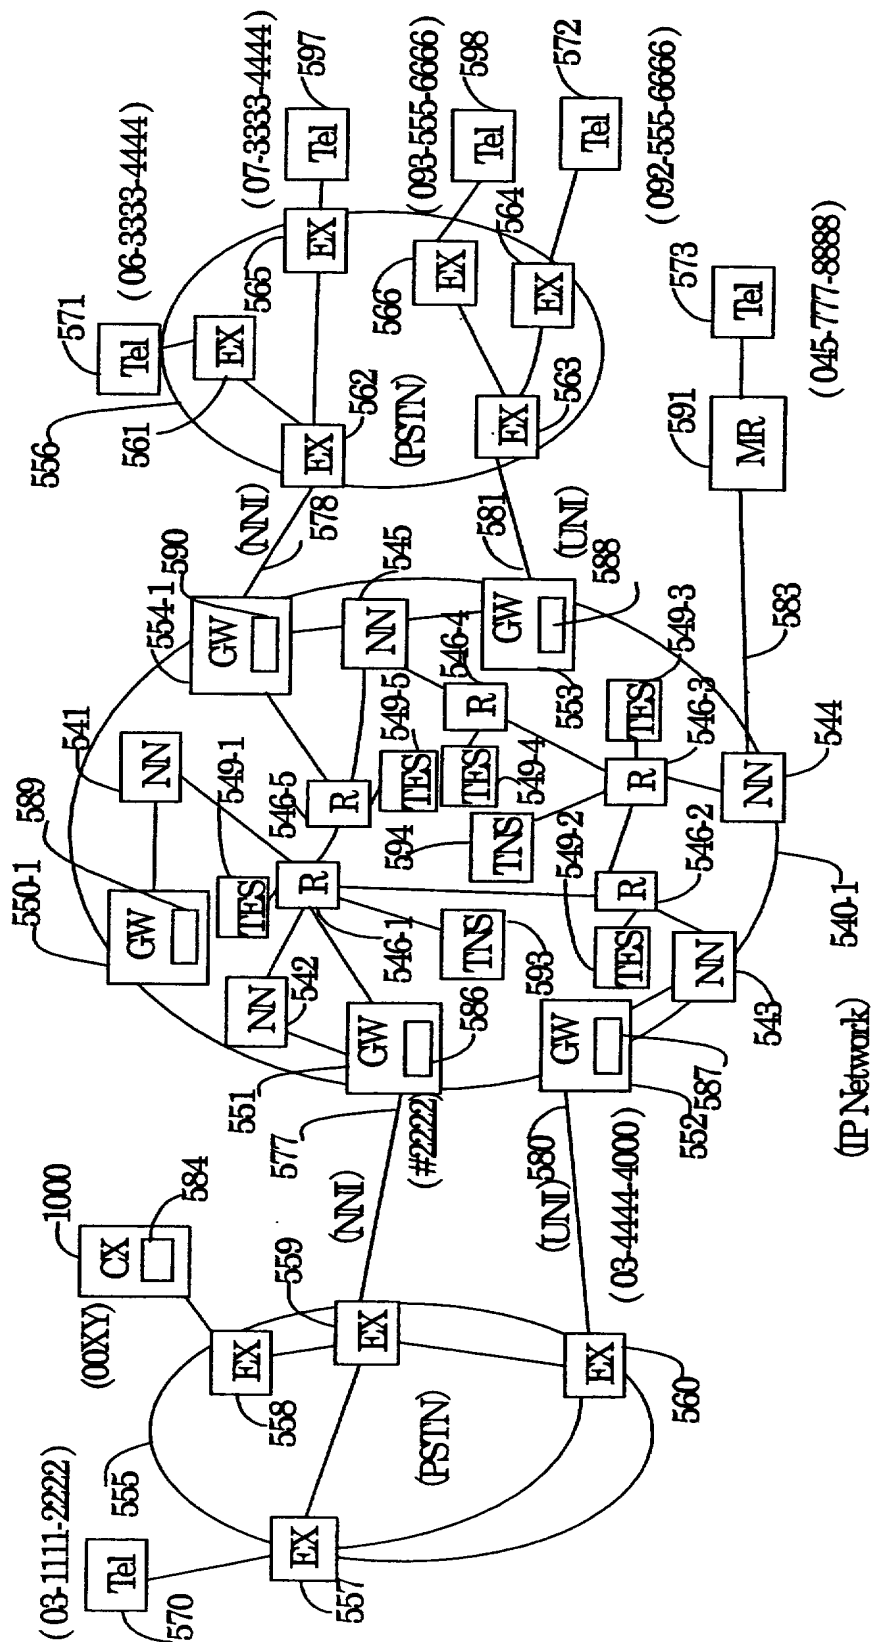 (03-1111-2222)
Tel
570
555
EX
557
(PSTN)
(00XY)
CX
1000
584
EX
558
EX
559
EX
560
(NNI)
577
(#2222)
(UNI)
580
(03-4444-4000)
550-1
GW
589
541
NN
549-1
TES
NN
542
551
GW
586
R
546-1
TNS
593
GW
552
587
NN
543
TES
549-2
R
546-2
546-5
R
TES
549-5
594
TNS
TES
549-4
R
546-4
TES
549-3
R
546-3
NN
544
540-1
(IP Network)
554-1
GW
590
NN
545
GW
553
588
(NNI)
578
581
(UNI)
583
556
571
Tel
(06-3333-4444)
561
EX
EX
562
565
EX
Tel
597
(07-3333-4444)
(PSTN)
EX
563
566
EX
Tel
598
(093-555-6666)
564
EX
Tel
572
(092-555-6666)
591
MR
573
Tel
(045-777-8888)